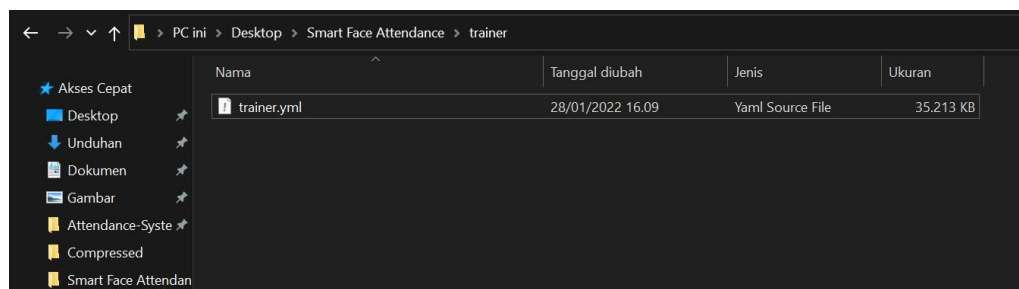 PC ini > Desktop > Smart Face Attendance > trainer
Akses Cepat
Desktop
Unduhan
Dokumen
Gambar
Attendance-Syste
Compressed
Smart Face Attendan
Nama Tanggal diubah Jenis Ukuran
trainer.yml 28/01/2022 16.09 Yaml Source File 35.213 KB